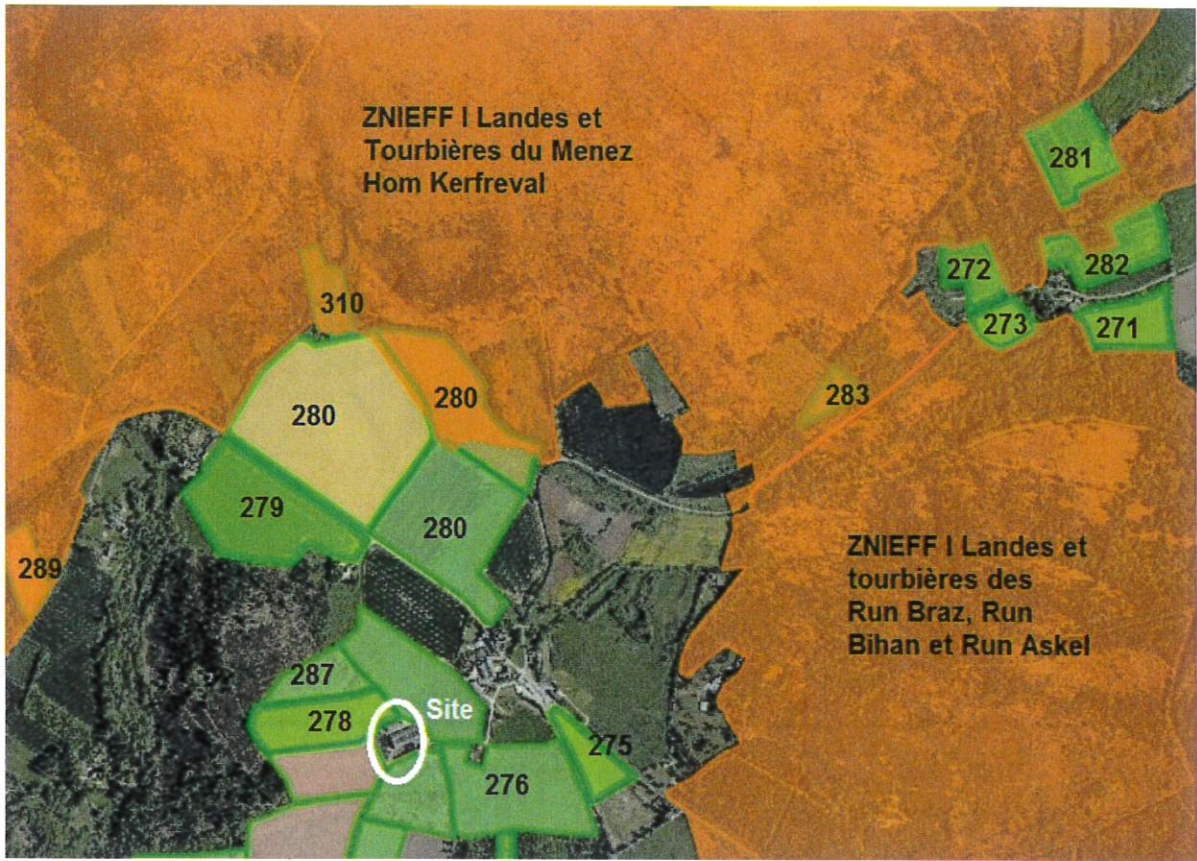 ZNIEFF I Landes et
Tourbières du Menez
Hom Kerfreval
281
272
282
310
273
271
280
280
283
279
280
289
ZNIEFF I Landes et
tourbières des
Run Braz, Run
Bihan et Run Askel
287
278
Site
275
276